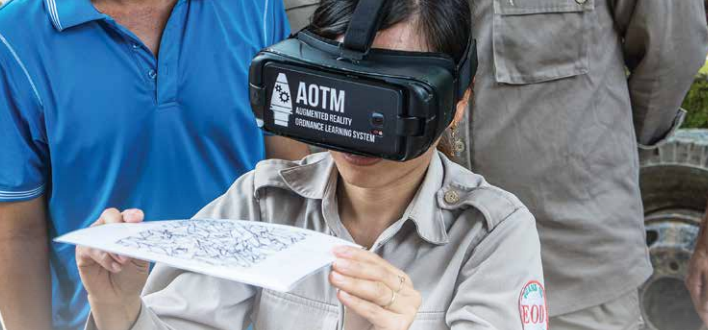 AOTM
AUGMENTED REALITY
ORDNANCE LEARNING SYSTEM
EOD